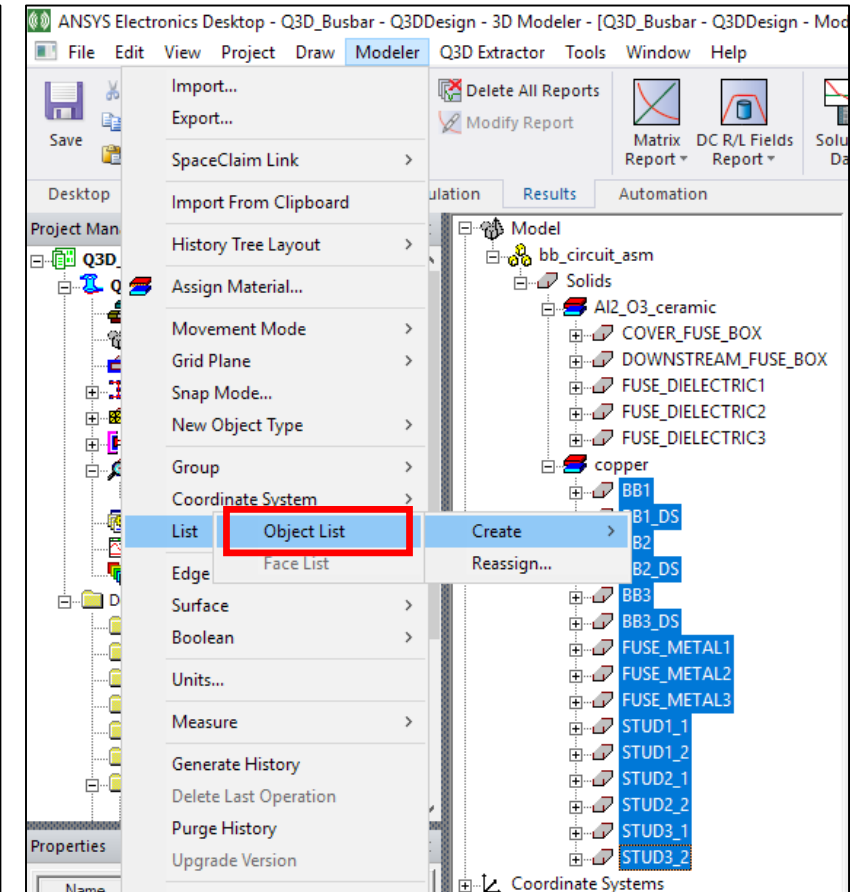 ANSYS Electronics Desktop - Q3D_Busbar - Q3DDesign - 3D Modeler - [Q3D_Busbar - Q3DDesign - Mod
File Edit View Project Draw Modeler Q3D Extractor Tools Window Help
Save
Delete All Reports
Modify Report
Matrix Report
DC R/L Fields Report
Desktop
Results
Automation
Import...
Export...
SpaceClaim Link
Import From Clipboard
History Tree Layout
Assign Material...
Movement Mode
Grid Plane
Snap Mode...
New Object Type
Group
Coordinate System
List
Object List
Create
Face List
Reassign...
Edge
Surface
Boolean
Units...
Measure
Generate History
Delete Last Operation
Purge History
Upgrade Version
Project Man
Q3D_
Properties
Name
Model
bb_circuit_asm
Solids
Al2_O3_ceramic
COVER_FUSE_BOX
DOWNSTREAM_FUSE_BOX
FUSE_DIELECTRIC1
FUSE_DIELECTRIC2
FUSE_DIELECTRIC3
copper
BB1
B1_DS
B2
B2_DS
BB3
BB3_DS
FUSE_METAL1
FUSE_METAL2
FUSE_METAL3
STUD1_1
STUD1_2
STUD2_1
STUD2_2
STUD3_1
STUD3_2
Coordinate Systems